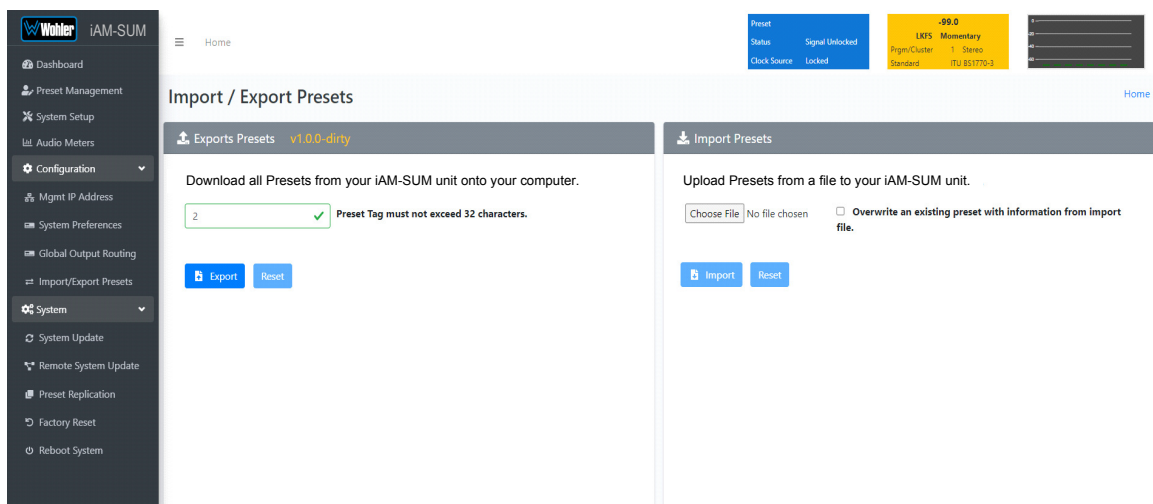 Wohler iAM-SUM
Dashboard
Preset Management
System Setup
Audio Meters
Configuration
Mgmt IP Address
System Preferences
Global Output Routing
Import/Export Presets
System
System Update
Remote System Update
Preset Replication
Factory Reset
Reboot System
Home
Preset
Status Signal Unlocked
Clock Source Locked
-99.0
LKFS Momentary
Prgm/Cluster 1 Stereo
Standard ITU BS1770-3
Import / Export Presets
Home
Exports Presets v1.0.0-dirty
Download all Presets from your iAM-SUM unit onto your computer.
2 Preset Tag must not exceed 32 characters.
Export Reset
Import Presets
Upload Presets from a file to your iAM-SUM unit.
Choose File No file chosen Overwrite an existing preset with information from import
file.
Import Reset